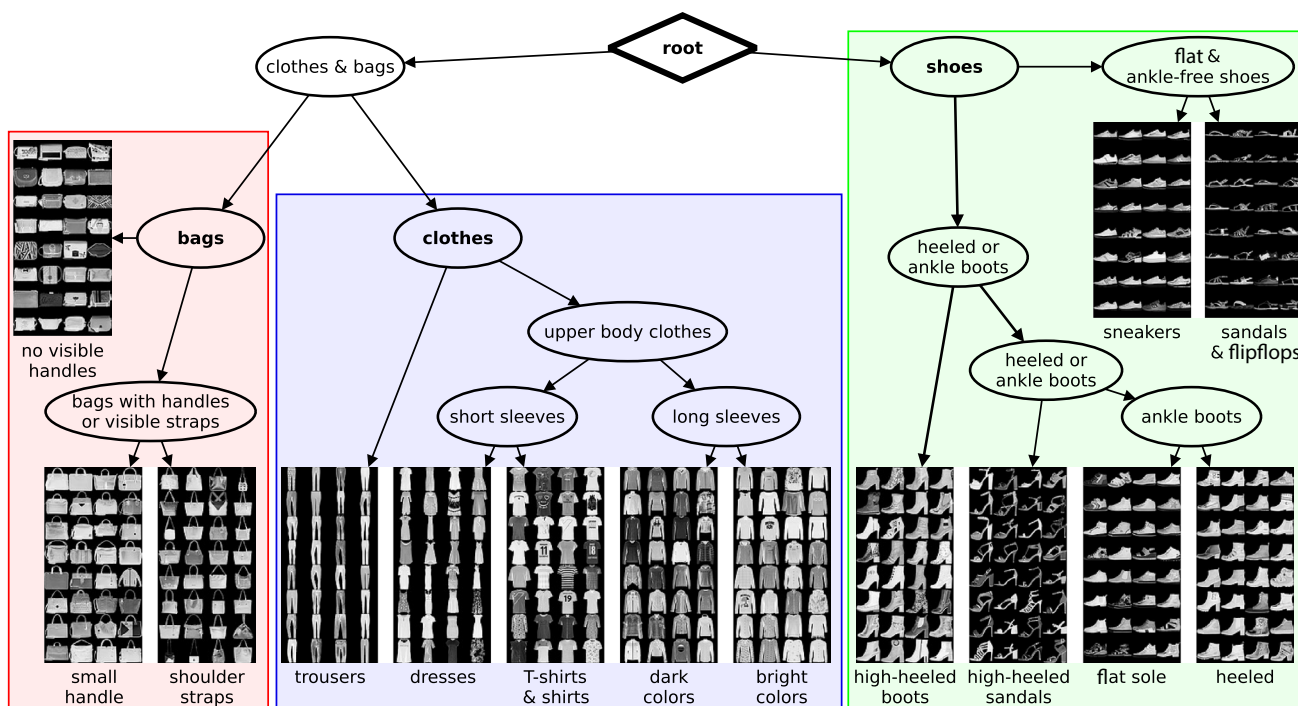 root
clothes & bags
shoes
flat &
ankle-free shoes
bags
clothes
heeled or
ankle boots
upper body clothes
sneakers
sandals
& flipflops
no visible
handles
heeled or
ankle boots
bags with handles
or visible straps
short sleeves
long sleeves
ankle boots
small
handle
shoulder
straps
trousers
dresses
T-shirts
& shirts
dark
colors
bright
colors
high-heeled
boots
high-heeled
sandals
flat sole
heeled